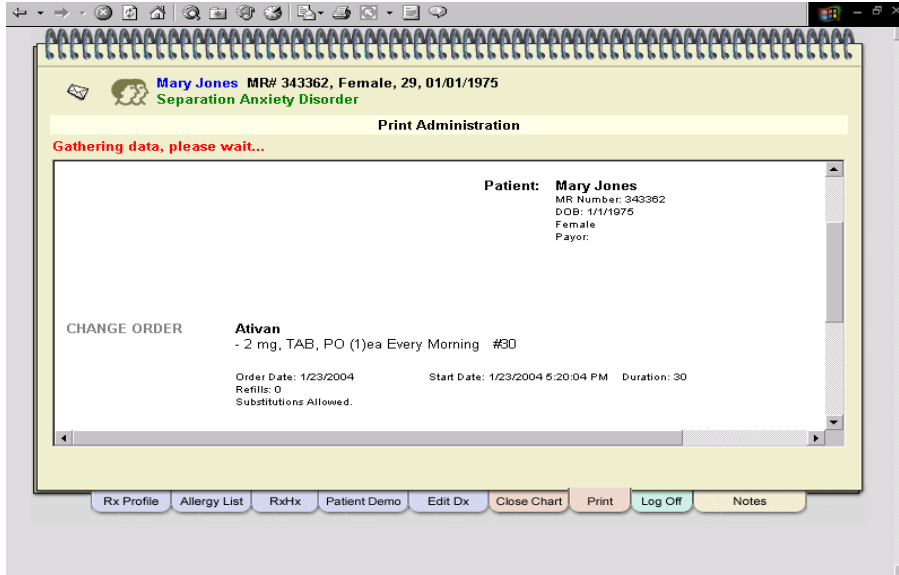 Mary Jones MR# 343362, Female, 29, 01/01/1975
Separation Anxiety Disorder
Print Administration
Gathering data, please wait...
Patient: Mary Jones
MR Number: 343362
DOB: 1/1/1975
Female
Payor:
CHANGE ORDER Ativan
- 2 mg, TAB, PO (1)ea Every Morning #30
Order Date: 1/23/2004 Start Date: 1/23/2004 5:20:04 PM Duration: 30
Refills: 0
Substitutions Allowed.
Rx Profile Allergy List RxHx Patient Demo Edit Dx Close Chart Print Log Off Notes